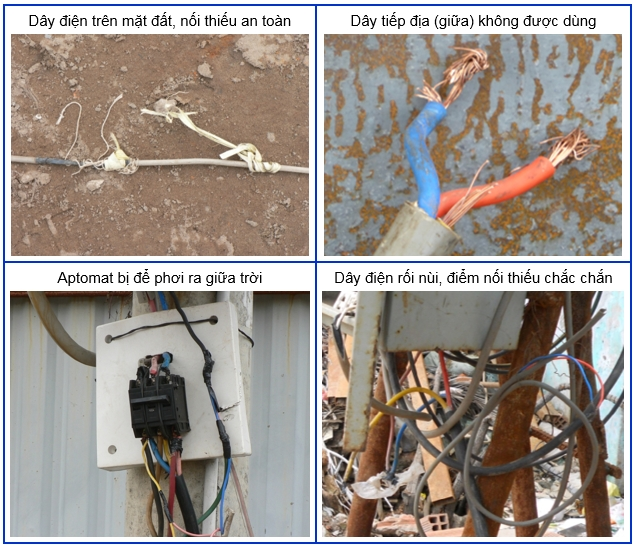 Dây điện trên mặt đất, nối thiếu an toàn
Dây tiếp địa (giữa) không được dùng
Aptomat bị để phơi ra giữa trời
Dây điện rối nùi, điểm nối thiếu chắc chắn